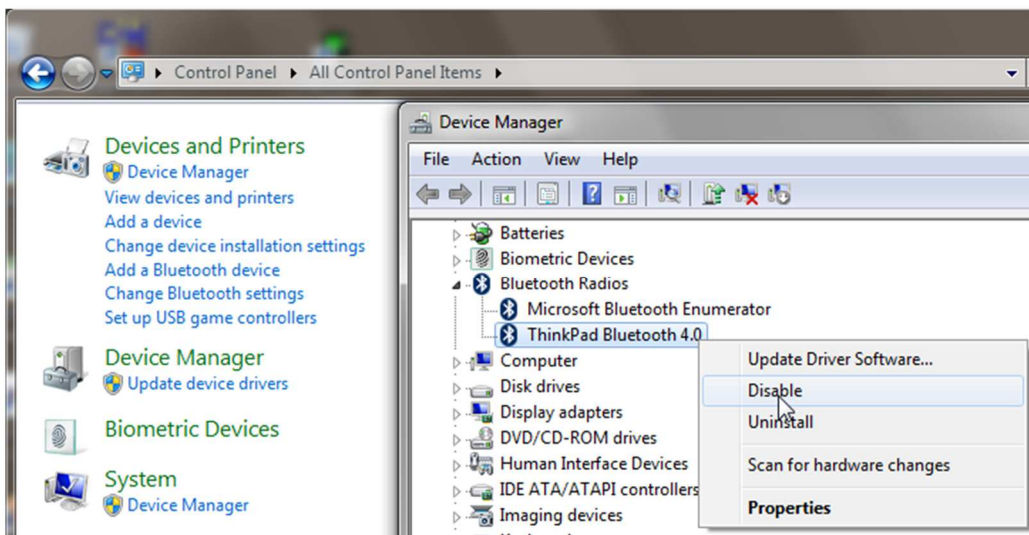 Control Panel
All Control Panel Items
Devices and Printers
Device Manager
View devices and printers
Add a device
Change device installation settings
Add a Bluetooth device
Change Bluetooth settings
Set up USB game controllers
Device Manager
Update device drivers
Biometric Devices
System
Device Manager
Device Manager
File Action View Help
Batteries
Biometric Devices
Bluetooth Radios
Microsoft Bluetooth Enumerator
ThinkPad Bluetooth 4.0
Computer
Disk drives
Display adapters
DVD/CD-ROM drives
Human Interface Devices
IDE ATA/ATAPI controllers
Imaging devices
Update Driver Software...
Disable
Uninstall
Scan for hardware changes
Properties